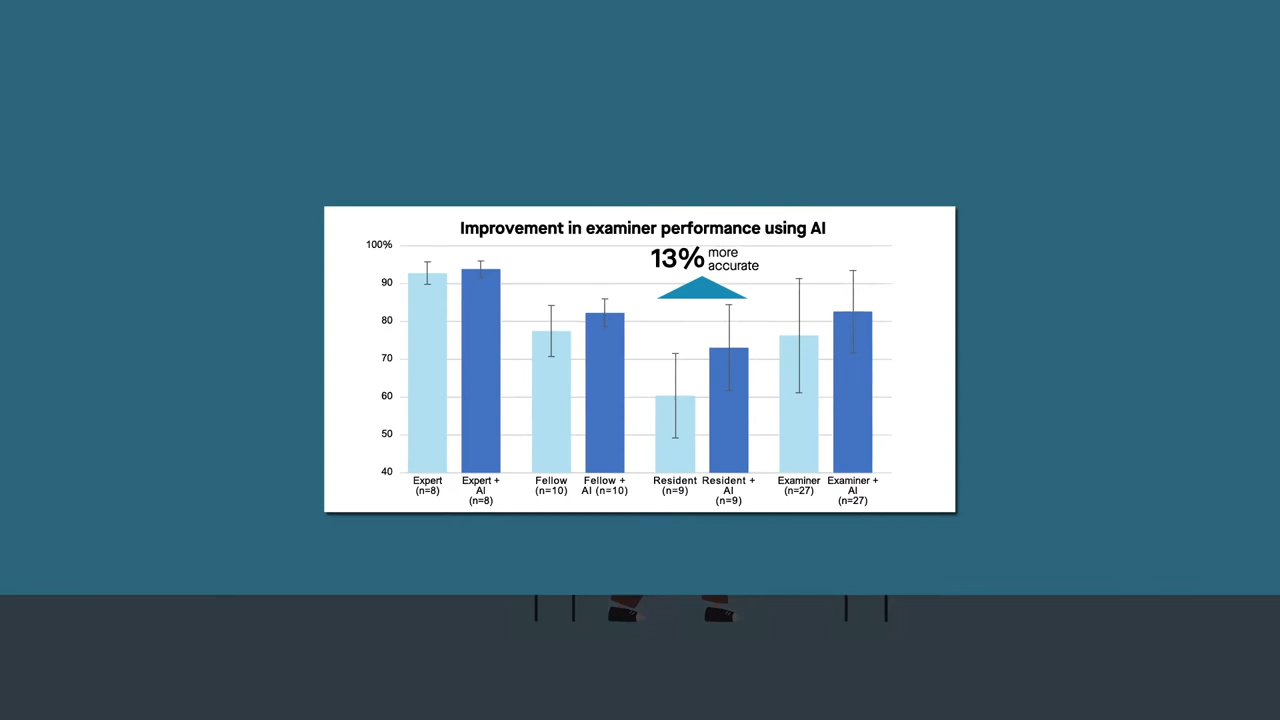 Improvement in examiner performance using AI
100%
90
80
70
60
50
40
13% more
accurate
Expert
(n=8)
Expert +
AI
(n=8)
Fellow
(n=10)
Fellow +
AI (n=10)
Resident
(n=9)
Resident +
AI
(n=9)
Examiner
(n=27)
Examiner +
AI
(n=27)